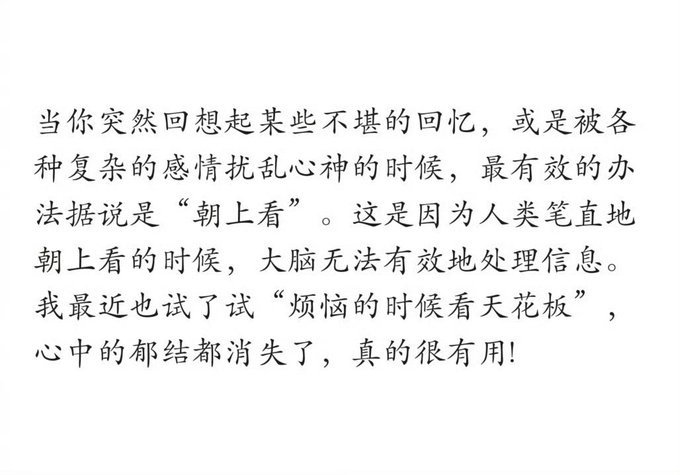 当你突然回想起某些不堪的回忆，或是被各
种复杂的感情扰乱心神的时候，最有效的办
法据说是“朝上看”。这是因为人类笔直地
朝上看的时候，大脑无法有效地处理信息。
我最近也试了试“烦恼的时候看天花板”，
心中的郁结都消失了，真的很有用!